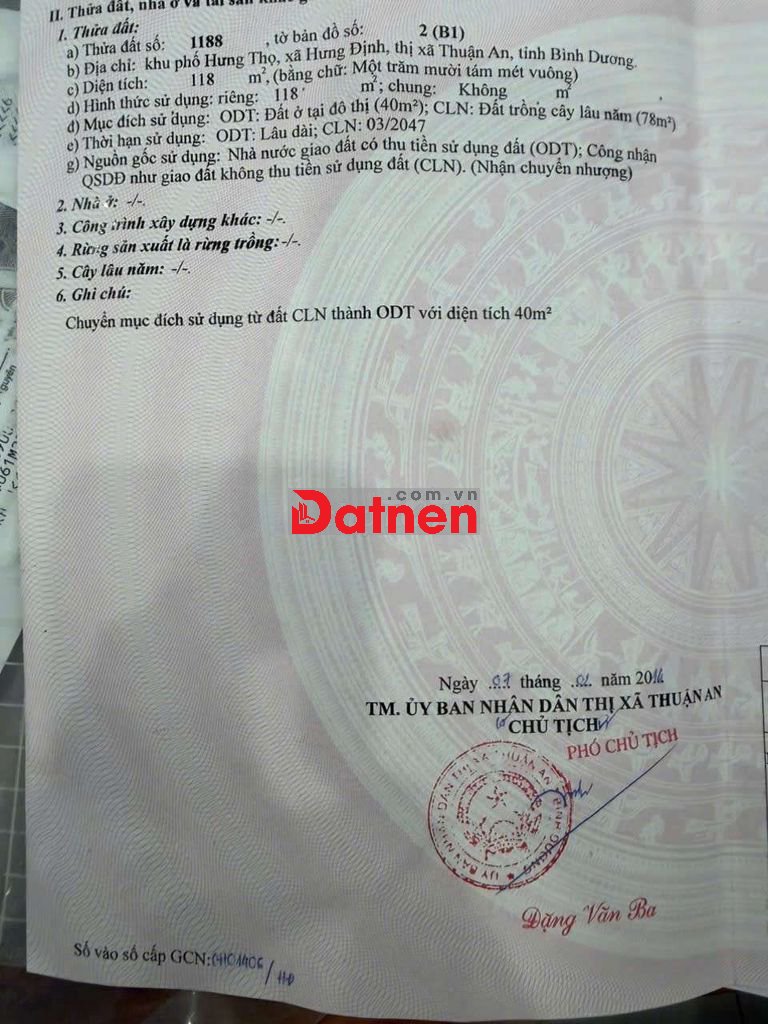 II. Thửa đất, nhà ở và tài sản khác g
1. Thửa đất:
a) Thửa đất số: 1188 , tờ bản đồ số: 2 (B1)
b) Địa chỉ: khu phố Hưng Thọ, xã Hưng Định, thị xã Thuận An, tỉnh Bình Dương.
c) Diện tích: 118 m², (bằng chữ: Một trăm mười tám mét vuông)
d) Hình thức sử dụng: riêng: 118 m²; chung: Không m²
đ) Mục đích sử dụng: ODT: Đất ở tại đô thị (40m²); CLN: Đất trồng cây lâu năm (78m²)
e) Thời hạn sử dụng: ODT: Lâu dài; CLN: 03/2047
g) Nguồn gốc sử dụng: Nhà nước giao đất có thu tiền sử dụng đất (ODT); Công nhận
QSDĐ như giao đất không thu tiền sử dụng đất (CLN). (Nhận chuyển nhượng)
2. Nhà ở: -/-.
3. Công trình xây dựng khác: -/-.
4. Rừng sản xuất là rừng trồng: -/-.
5. Cây lâu năm: -/-.
6. Ghi chú:
Chuyển mục đích sử dụng từ đất CLN thành ODT với diện tích 40m²
.com.vn
Datnen
Ngày tháng năm 201
TM. ỦY BAN NHÂN DÂN THỊ XÃ THUẬN AN
CHỦ TỊCH
PHÓ CHỦ TỊCH
Đặng Văn Ba
Số vào sổ cấp GCN: